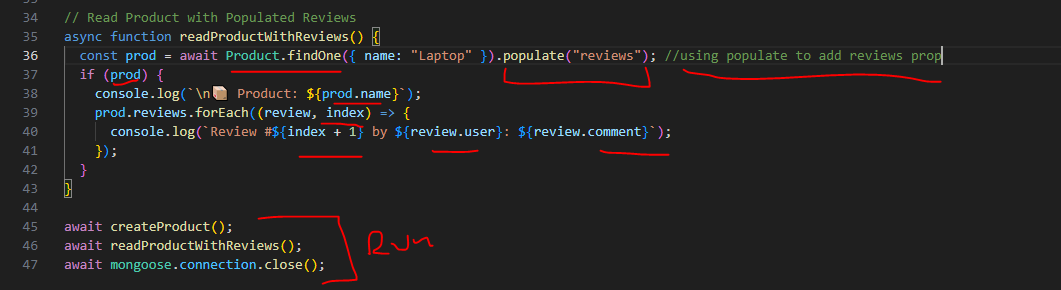 34 // Read Product with Populated Reviews
35 async function readProductWithReviews() {
36 const prod = await Product.findOne({ name: "Laptop" }).populate("reviews"); //using populate to add reviews prop
37 if (prod) {
38 console.log(`\n📦 Product: ${prod.name}`);
39 prod.reviews.forEach((review, index) => {
40 console.log(`Review #${index + 1} by ${review.user}: ${review.comment}`);
41 });
42 }
43 }
44
45 await createProduct();
46 await readProductWithReviews();
47 await mongoose.connection.close();
Run